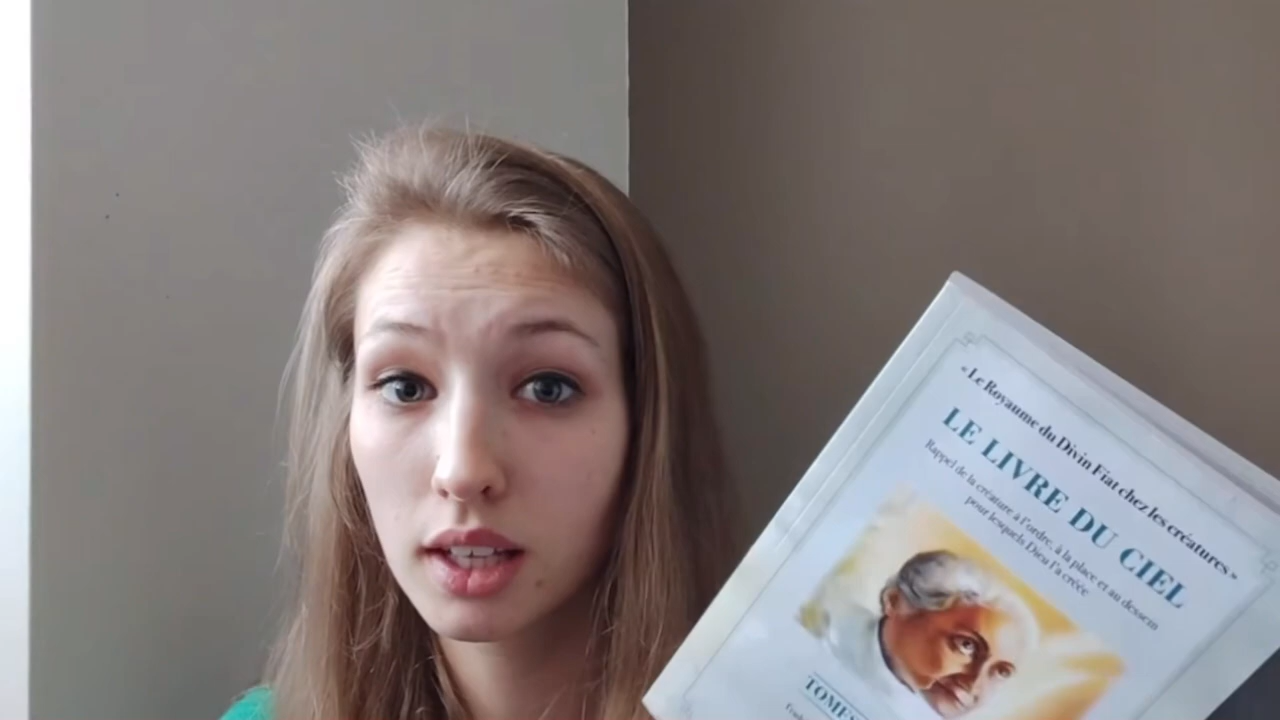 «Le Royaume du Divin Fiat chez les créatures.»
LE LIVRE DU CIEL
Rappel de la créature à l'ordre, à la place et au dessein
pour lesquels Dieu l'a créée